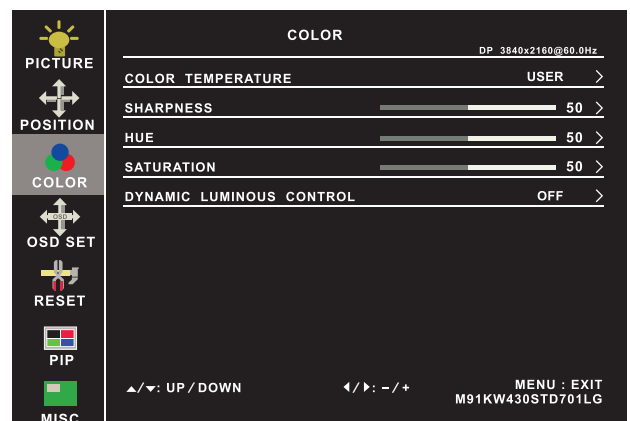 PICTURE
POSITION
COLOR
OSD
OSD SET
RESET
PIP
MISC
COLOR
DP 3840x2160@60.0Hz
COLOR TEMPERATURE USER >
SHARPNESS 50 >
HUE 50 >
SATURATION 50 >
DYNAMIC LUMINOUS CONTROL OFF >
▲/▼: UP / DOWN ◀/▶: – / + MENU : EXIT
M91KW430STD701LG